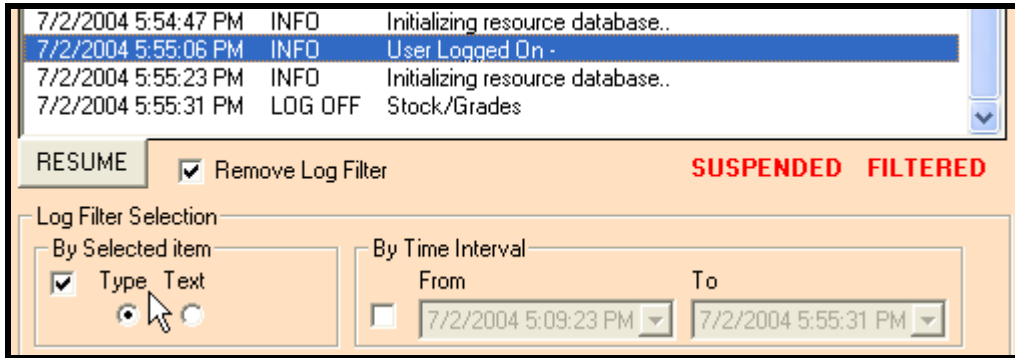 7/2/2004 5:54:47 PM INFO Initializing resource database..
7/2/2004 5:55:06 PM INFO User Logged On -
7/2/2004 5:55:23 PM INFO Initializing resource database..
7/2/2004 5:55:31 PM LOG OFF Stock/Grades
RESUME Remove Log Filter SUSPENDED FILTERED
Log Filter Selection
By Selected item By Time Interval
Type Text From To
7/2/2004 5:09:23 PM 7/2/2004 5:55:31 PM